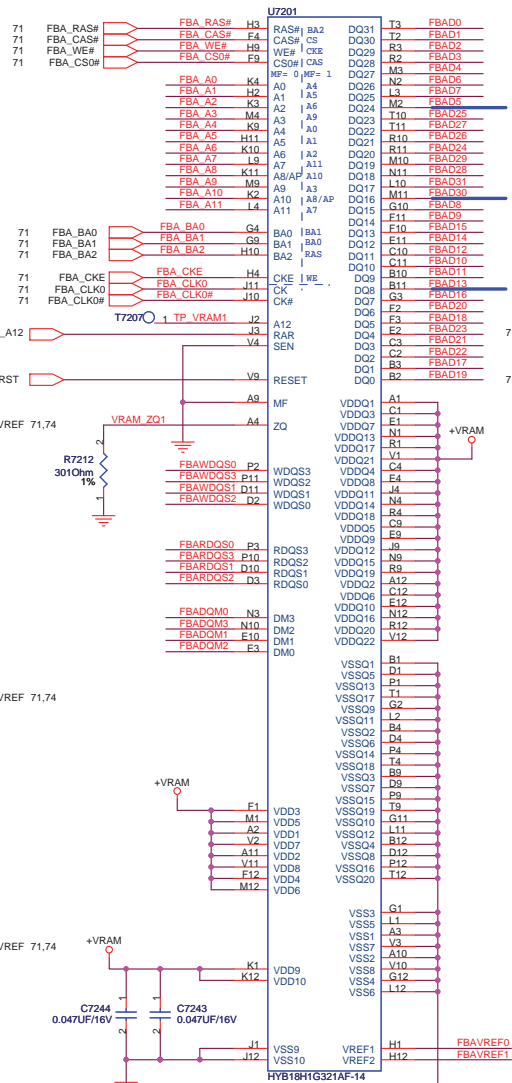 U7201
71 FBA_RAS# FBA_RAS# H3 RAS# BA2 DQ31 T3 FBAD0
71 FBA_CAS# FBA_CAS# F4 CAS# CS DQ30 T2 FBAD1
71 FBA_WE# FBA_WE# H9 WE# CKE DQ29 R3 FBAD2
71 FBA_CS0# FBA_CS0# F9 CS0# CAS DQ28 R2 FBAD3
MF= 0 MF= 1 DQ27 M3 FBAD4
FBA_A0 K4 A0 A4 DQ26 N2 FBAD6
FBA_A1 H2 A1 A5 DQ25 L3 FBAD7
FBA_A2 K3 A2 A6 DQ24 M2 FBAD5
FBA_A3 M4 A3 A9 DQ23 T10 FBAD25
FBA_A4 K9 A4 A0 DQ22 T11 FBAD27
FBA_A5 H11 A5 A1 DQ21 R10 FBAD26
FBA_A6 K10 A6 A2 DQ20 R11 FBAD24
FBA_A7 L9 A7 A11 DQ19 M10 FBAD29
FBA_A8 K11 A8/AP A10 DQ18 N11 FBAD28
FBA_A9 M9 A9 A3 DQ17 L10 FBAD31
FBA_A10 K2 A10 A8/AP DQ16 M11 FBAD30
FBA_A11 L4 A11 A7 DQ15 G10 FBAD8
DQ14 F11 FBAD9
71 FBA_BA0 FBA_BA0 G4 BA0 BA1 DQ13 F10 FBAD15
71 FBA_BA1 FBA_BA1 G9 BA1 BA0 DQ12 E11 FBAD14
71 FBA_BA2 FBA_BA2 H10 BA2 RAS DQ11 C10 FBAD12
DQ10 C11 FBAD10
71 FBA_CKE FBA_CKE H4 CKE WE DQ9 B10 FBAD11
71 FBA_CLK0 FBA_CLK0 J11 CK DQ8 B11 FBAD13
71 FBA_CLK0# FBA_CLK0# J10 CK# DQ7 G3 FBAD16
DQ6 F2 FBAD20
T7207 1 TP_VRAM1 J2 A12 DQ5 F3 FBAD18
_A12 J3 RAR DQ4 E2 FBAD23 7
V4 SEN DQ3 C3 FBAD21
DQ2 C2 FBAD22
DQ1 B3 FBAD17
RST V9 RESET DQ0 B2 FBAD19 7
A9 MF VDDQ1 A1
VDDQ3 C1
VREF 71,74 VRAM_ZQ1 A4 ZQ VDDQ7 E1
VDDQ13 N1 +VRAM
2 VDDQ17 R1
R7212 VDDQ21 V1
301Ohm FBAWDQS0 P2 WDQS3 VDDQ4 C4
1% FBAWDQS3 P11 WDQS2 VDDQ8 E4
1 FBAWDQS1 D11 WDQS1 VDDQ11 J4
FBAWDQS2 D2 WDQS0 VDDQ14 N4
VDDQ18 R4
VDDQ5 C9
VDDQ9 E9
FBARDQS0 P3 RDQS3 VDDQ12 J9
FBARDQS3 P10 RDQS2 VDDQ15 N9
FBARDQS1 D10 RDQS1 VDDQ19 R9
FBARDQS2 D3 RDQS0 VDDQ2 A12
VDDQ6 C12
VDDQ10 E12
FBADQM0 N3 DM3 VDDQ16 N12
FBADQM3 N10 DM2 VDDQ20 R12
FBADQM1 E10 DM1 VDDQ22 V12
FBADQM2 E3 DM0
VSSQ1 B1
VSSQ5 D1
VSSQ13 P1
VREF 71,74 VSSQ17 T1
VSSQ9 G2
VSSQ11 L2
VSSQ2 B4
VSSQ6 D4
VSSQ14 P4
VSSQ18 T4
VSSQ3 B9
+VRAM VSSQ7 D9
VSSQ15 P9
F1 VDD3 VSSQ19 T9
M1 VDD5 VSSQ10 G11
A2 VDD1 VSSQ12 L11
V2 VDD7 VSSQ4 B12
A11 VDD2 VSSQ8 D12
V11 VDD8 VSSQ16 P12
F12 VDD4 VSSQ20 T12
M12 VDD6
VSS3 G1
VSS5 L1
VSS1 A3
VREF 71,74 +VRAM VSS7 V3
VSS2 A10
K1 VDD9 VSS8 V10
K12 VDD10 VSS4 G12
VSS6 L12
1 1
C7244 C7243
0.047UF/16V 0.047UF/16V
2 2
J1 VSS9 VREF1 H1 FBAVREF0
J12 VSS10 VREF2 H12 FBAVREF1
HYB18H1G321AF-14